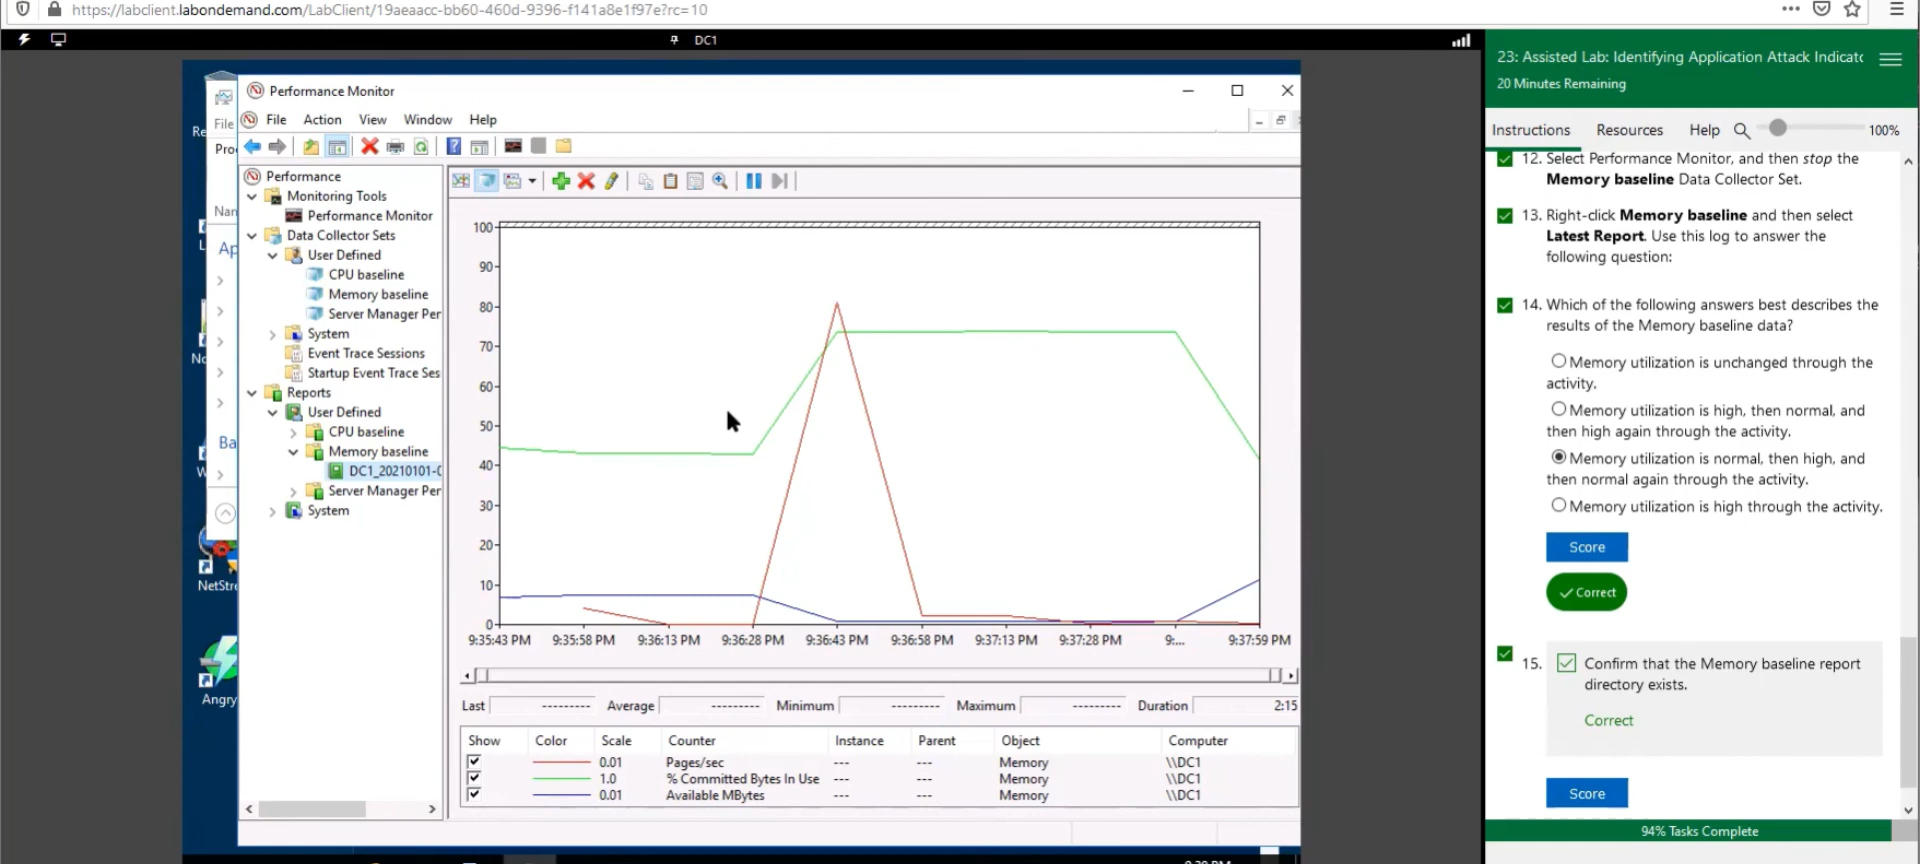 https://labclient.labondemand.com/LabClient/19aeaacc-bb60-460d-9396-f141a8e1f97e?rc=10
DC1
23: Assisted Lab: Identifying Application Attack Indicat
20 Minutes Remaining
Instructions Resources Help 100%
12. Select Performance Monitor, and then stop the
Memory baseline Data Collector Set.
13. Right-click Memory baseline and then select
Latest Report. Use this log to answer the
following question:
14. Which of the following answers best describes the
results of the Memory baseline data?
Memory utilization is unchanged through the
activity.
Memory utilization is high, then normal, and
then high again through the activity.
Memory utilization is normal, then high, and
then normal again through the activity.
Memory utilization is high through the activity.
Score
Correct
15. Confirm that the Memory baseline report
directory exists.
Correct
Score
94% Tasks Complete
Re
File
Pro
Nan
L
Ap
No
Ba
W
NetStr
Angry
Performance Monitor
File Action View Window Help
Performance
Monitoring Tools
Performance Monitor
Data Collector Sets
User Defined
CPU baseline
Memory baseline
Server Manager Per
System
Event Trace Sessions
Startup Event Trace Ses
Reports
User Defined
CPU baseline
Memory baseline
DC1_20210101-0
Server Manager Per
System
100
90
80
70
60
50
40
30
20
10
0
9:35:43 PM 9:35:58 PM 9:36:13 PM 9:36:28 PM 9:36:43 PM 9:36:58 PM 9:37:13 PM 9:37:28 PM 9:... 9:37:59 PM
Last --------- Average --------- Minimum --------- Maximum --------- Duration 2:15
Show Color Scale Counter Instance Parent Object Computer
0.01 Pages/sec --- --- Memory \\DC1
1.0 % Committed Bytes In Use --- --- Memory \\DC1
0.01 Available MBytes --- --- Memory \\DC1